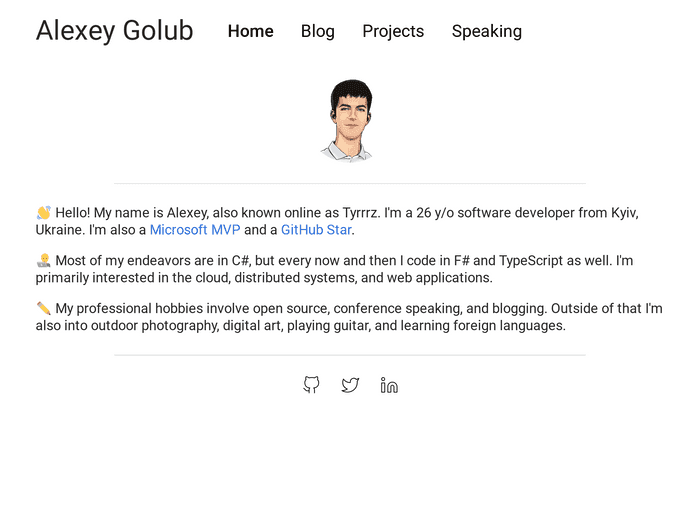 Alexey Golub Home Blog Projects Speaking
👋 Hello! My name is Alexey, also known online as Tyrrrz. I'm a 26 y/o software developer from Kyiv,
Ukraine. I'm also a Microsoft MVP and a GitHub Star.
👨‍💻 Most of my endeavors are in C#, but every now and then I code in F# and TypeScript as well. I'm
primarily interested in the cloud, distributed systems, and web applications.
✏️ My professional hobbies involve open source, conference speaking, and blogging. Outside of that I'm
also into outdoor photography, digital art, playing guitar, and learning foreign languages.